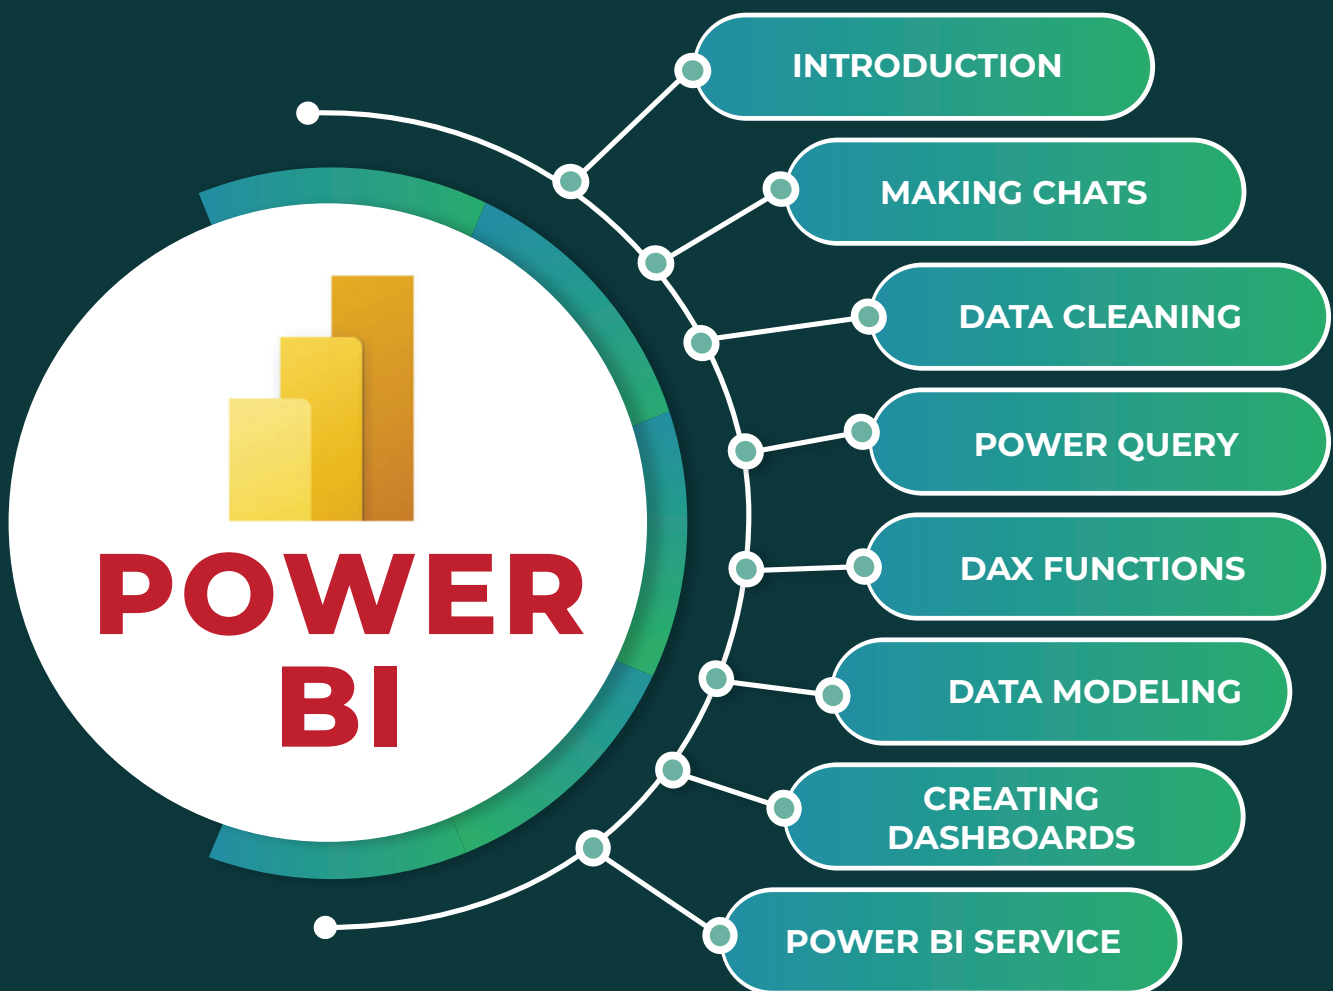 POWER
BI
INTRODUCTION
MAKING CHATS
DATA CLEANING
POWER QUERY
DAX FUNCTIONS
DATA MODELING
CREATING
DASHBOARDS
POWER BI SERVICE